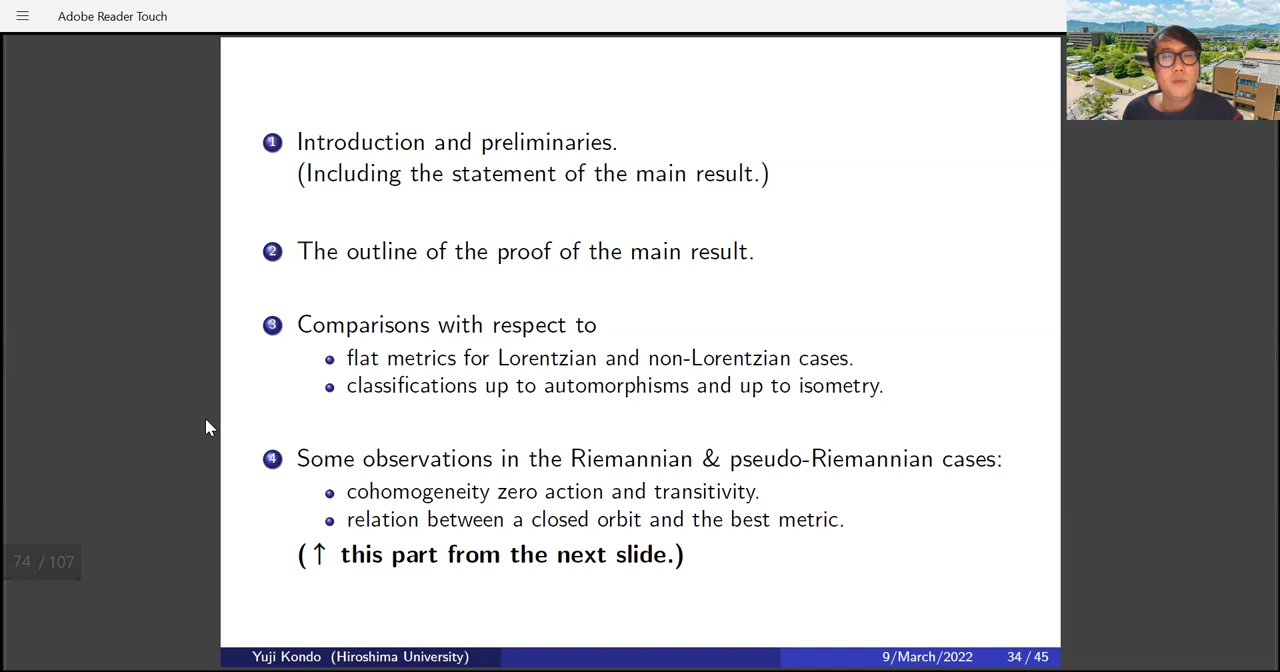 Adobe Reader Touch
1 Introduction and preliminaries.
(Including the statement of the main result.)
2 The outline of the proof of the main result.
3 Comparisons with respect to
flat metrics for Lorentzian and non-Lorentzian cases.
classifications up to automorphisms and up to isometry.
4 Some observations in the Riemannian & pseudo-Riemannian cases:
cohomogeneity zero action and transitivity.
relation between a closed orbit and the best metric.
(↑ this part from the next slide.)
74 / 107
Yuji Kondo (Hiroshima University) 9/March/2022 34 / 45